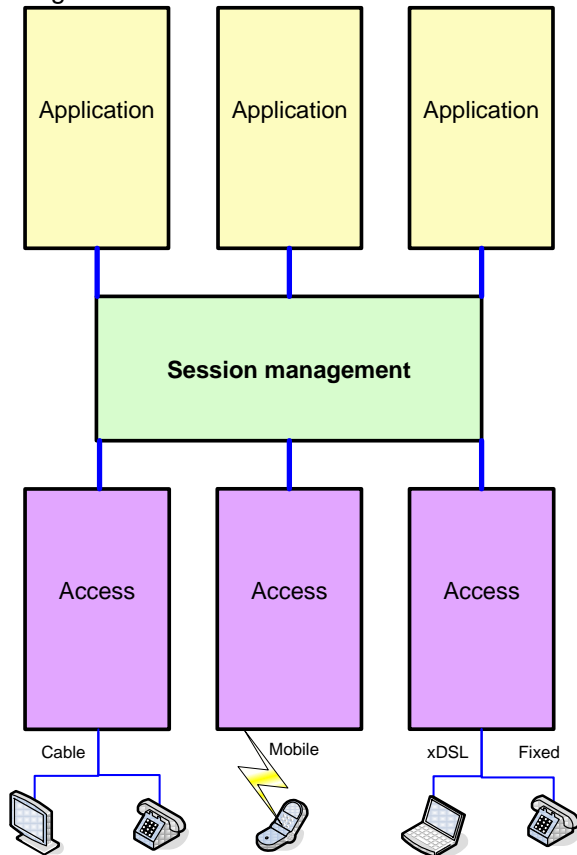 Application
Application
Application
Session management
Access
Access
Access
Cable
Mobile
xDSL
Fixed